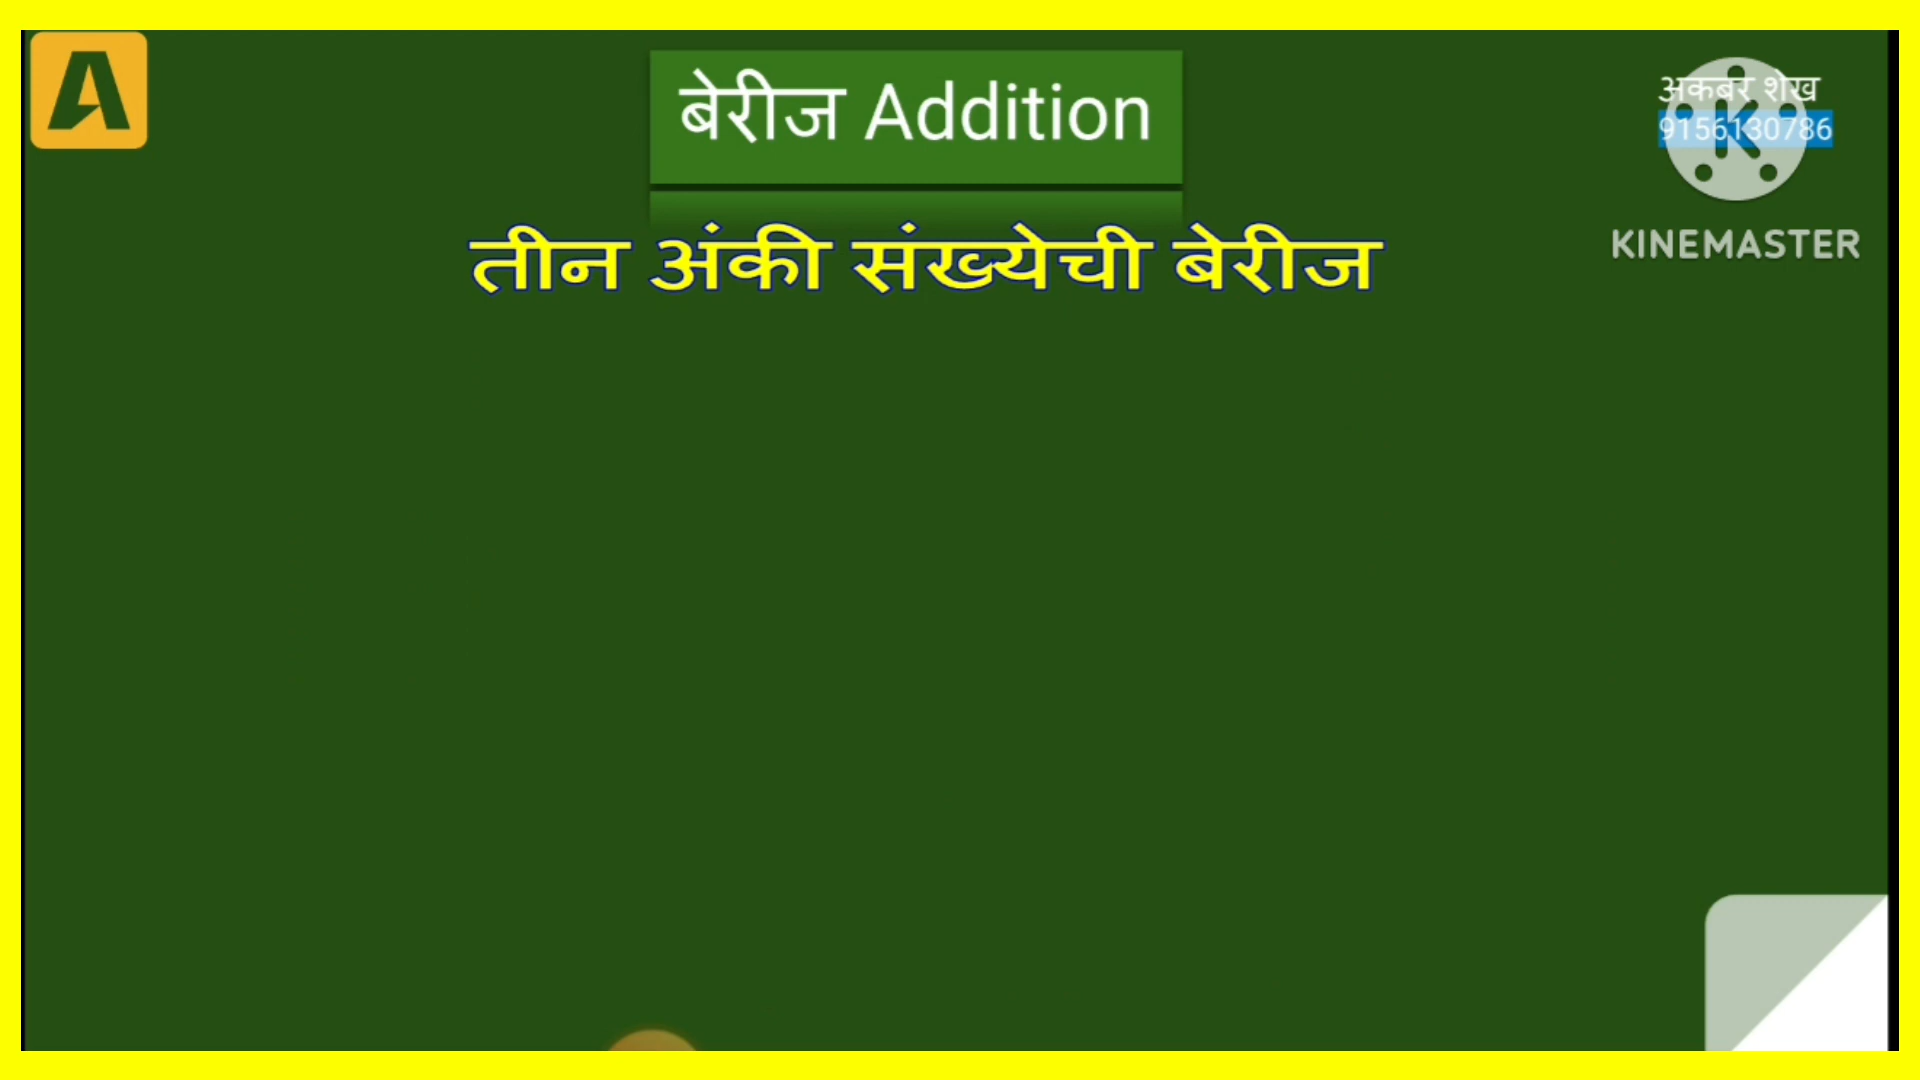 A
बेरीज Addition
अकबर शेख
9156130786
KINEMASTER
तीन अंकी संख्येची बेरीज